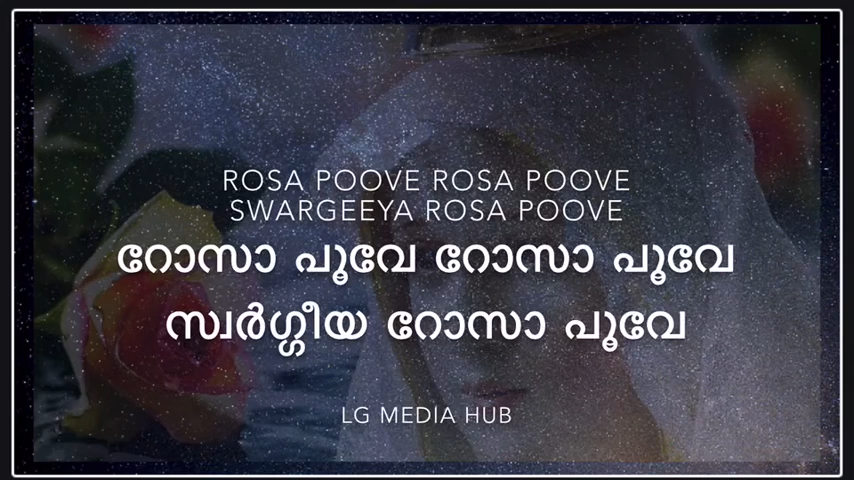 ROSA POOVE ROSA POOVE
SWARGEEYA ROSA POOVE
റോസാ പൂവേ റോസാ പൂവേ
സ്വർഗ്ഗീയ റോസാ പൂവേ
LG MEDIA HUB